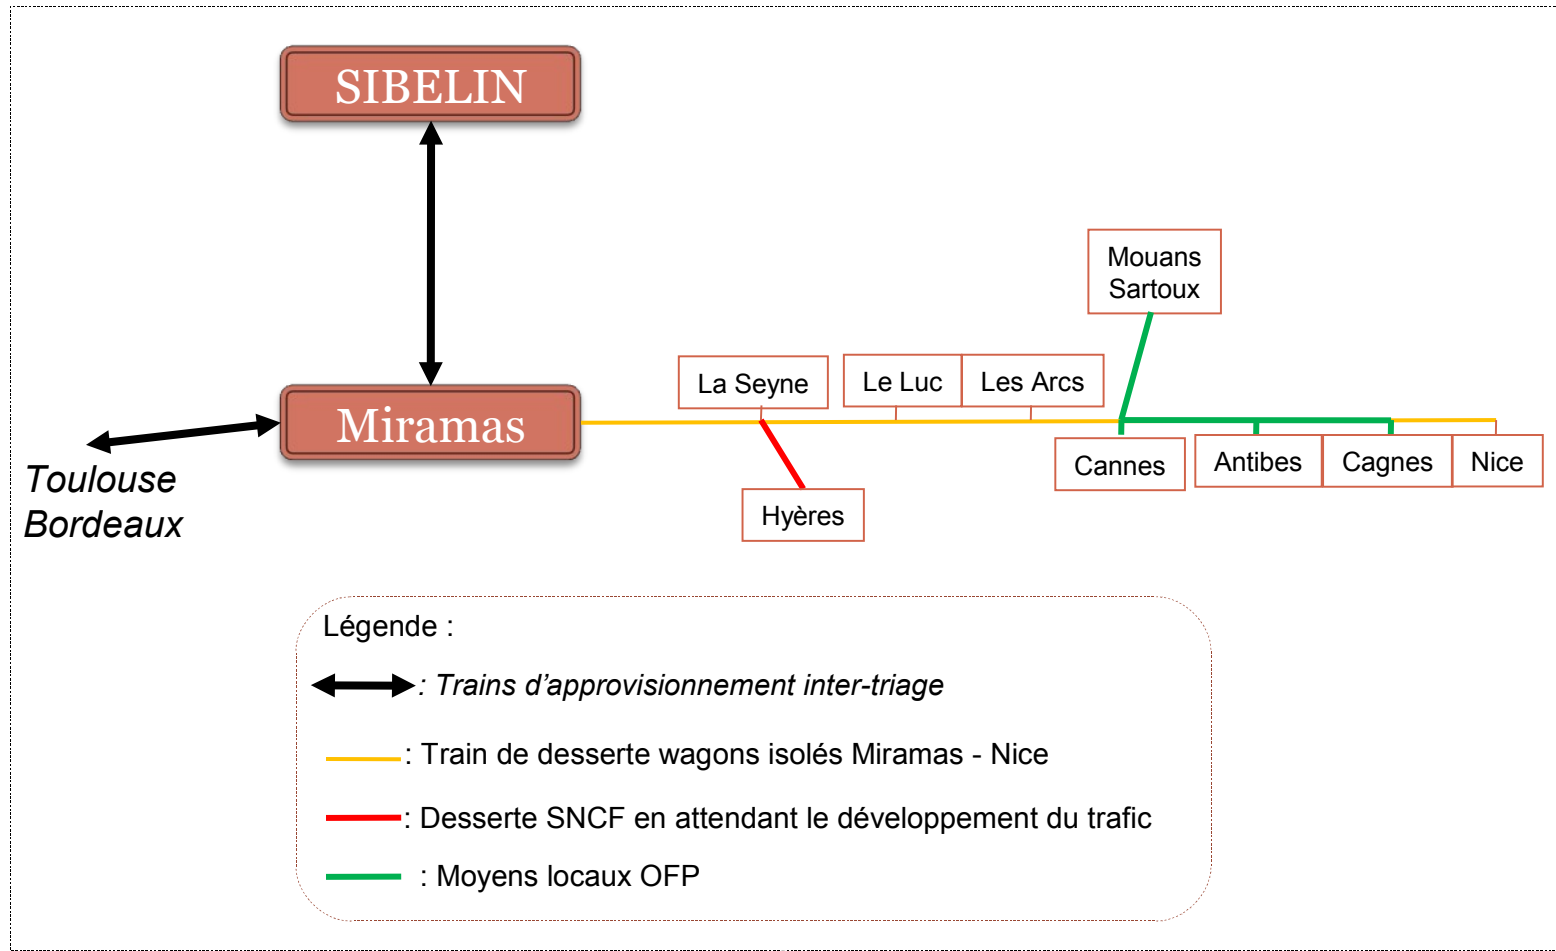 SIBELIN
Mouans
Sartoux
La Seyne
Le Luc
Les Arcs
Miramas
Cannes
Antibes
Cagnes
Nice
Toulouse
Bordeaux
Hyères
Légende :
: Trains d’approvisionnement inter-triage
: Train de desserte wagons isolés Miramas - Nice
: Desserte SNCF en attendant le développement du trafic
: Moyens locaux OFP